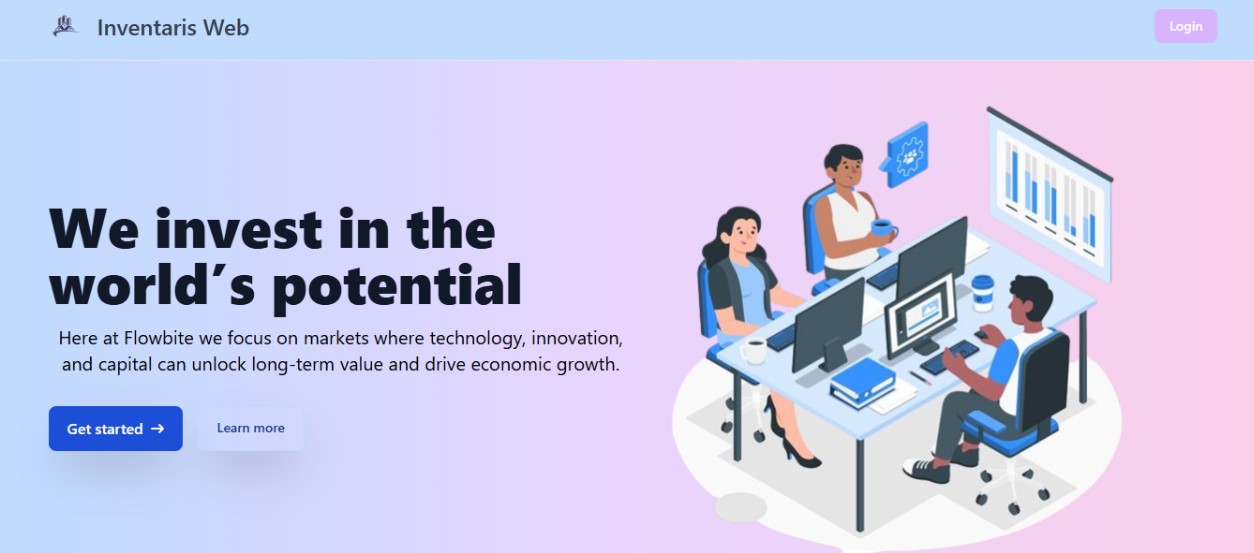 Inventaris Web
Login
We invest in the
world’s potential
Here at Flowbite we focus on markets where technology, innovation,
and capital can unlock long-term value and drive economic growth.
Get started →
Learn more